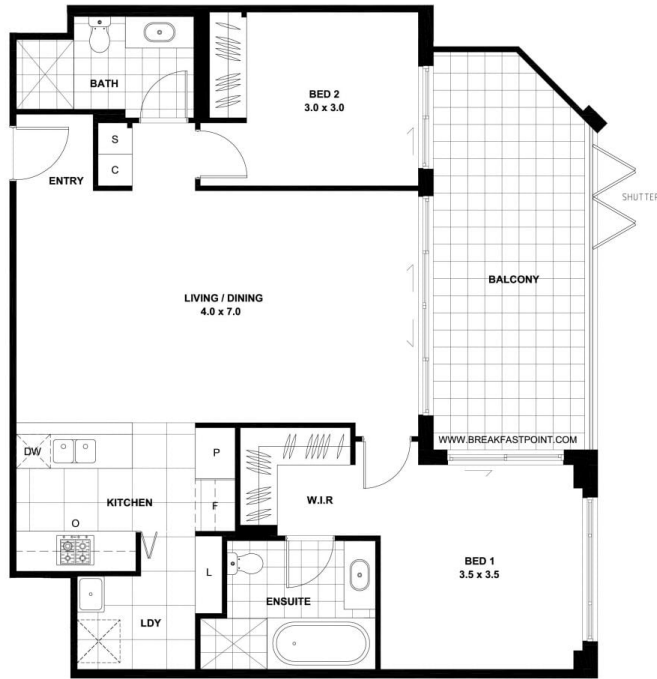 BATH
BED 2
3.0 x 3.0
S
C
ENTRY
SHUTTER
BALCONY
LIVING / DINING
4.0 x 7.0
WWW.BREAKFASTPOINT.COM
DW
P
KITCHEN
F
W.I.R
O
BED 1
3.5 x 3.5
L
ENSUITE
LDY